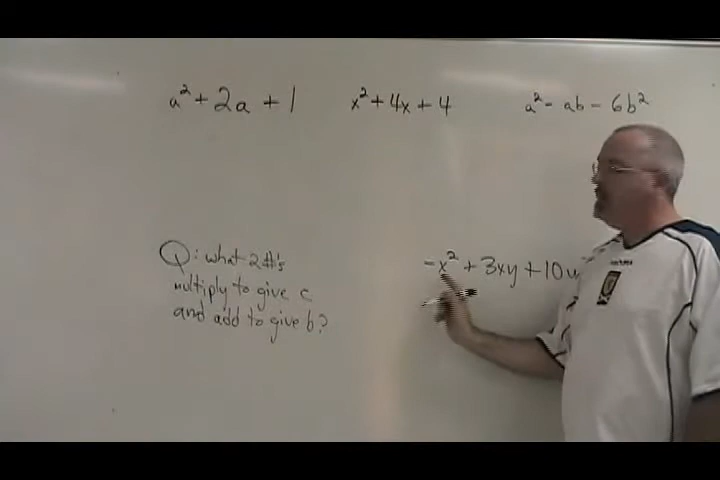 a² + 2a + 1
x² + 4x + 4
a² - ab - 6b²
Q: what 2 #'s
multiply to give c
and add to give b?
-x² + 3xy + 10